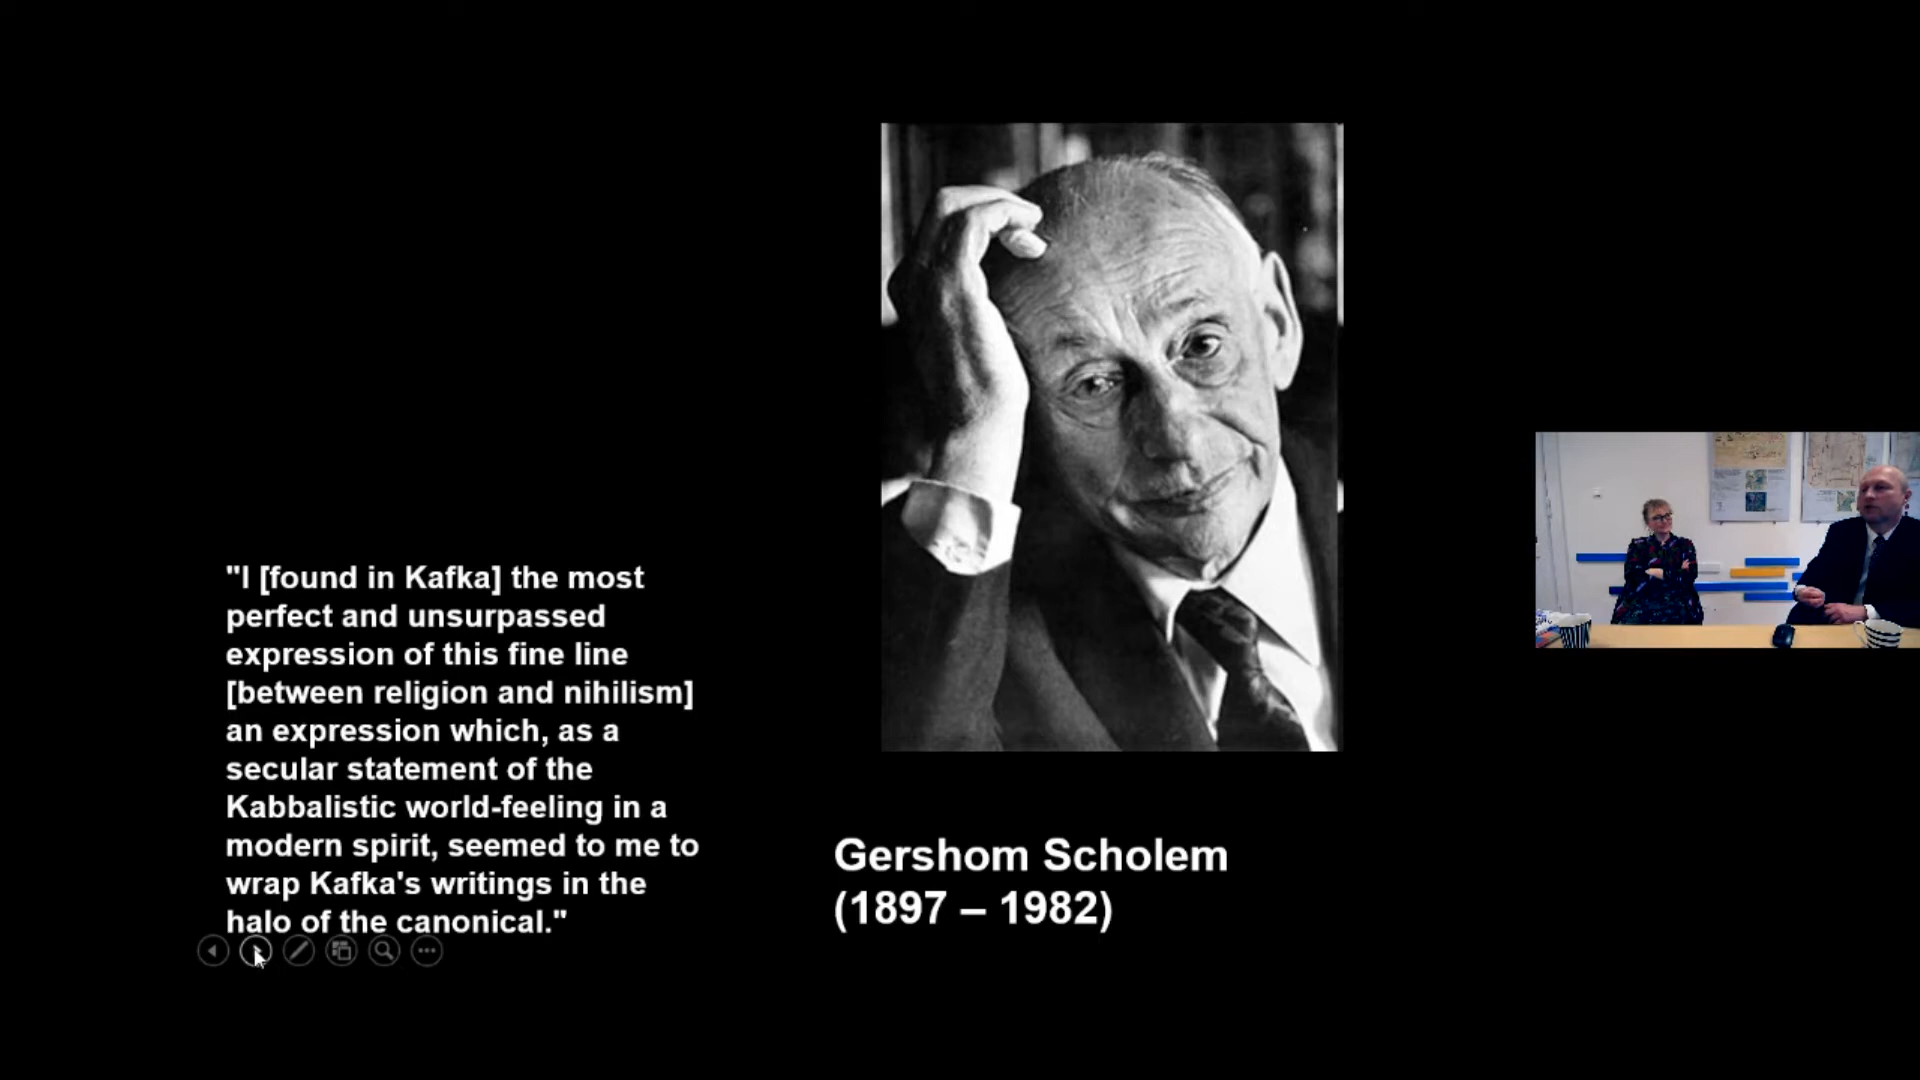 "I [found in Kafka] the most
perfect and unsurpassed
expression of this fine line
[between religion and nihilism]
an expression which, as a
secular statement of the
Kabbalistic world-feeling in a
modern spirit, seemed to me to
wrap Kafka's writings in the
halo of the canonical."
Gershom Scholem
(1897 – 1982)